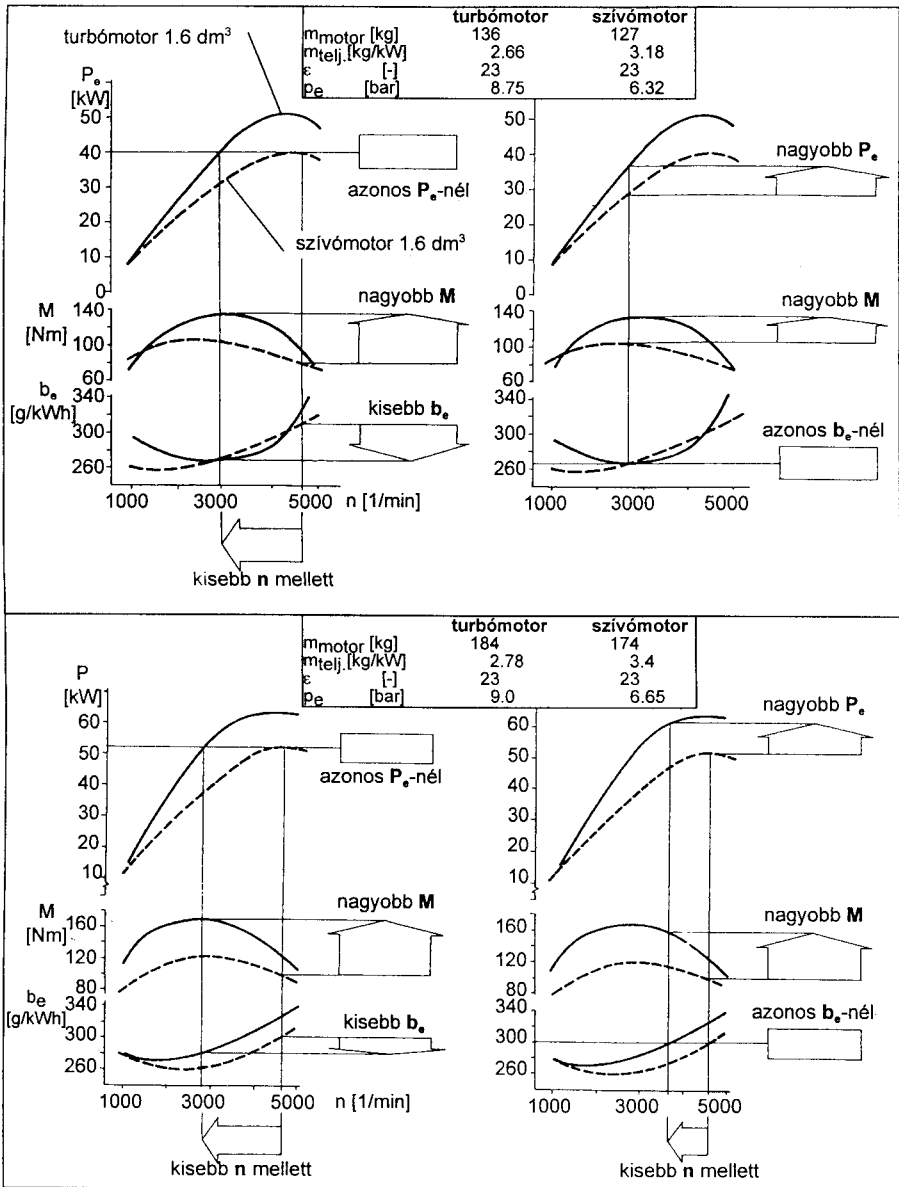 turbómotor szívómotor
mmotor [kg] 136 127
mtelj.[kg/kW] 2.66 3.18
ε [-] 23 23
pe [bar] 8.75 6.32
turbómotor 1.6 dm³
Pe
[kW]
50
40
30
20
10
0
azonos Pe-nél
szívómotor 1.6 dm³
50
40
30
20
10
0
nagyobb Pe
M
[Nm]
140
100
60
nagyobb M
140
100
60
nagyobb M
be
[g/kWh]
340
300
260
kisebb be
340
300
260
azonos be-nél
1000 3000 5000 n [1/min]
1000 3000 5000
kisebb n mellett
turbómotor szívómotor
mmotor [kg] 184 174
mtelj.[kg/kW] 2.78 3.4
ε [-] 23 23
pe [bar] 9.0 6.65
P
[kW]
60
50
40
30
20
10
azonos Pe-nél
60
50
40
30
20
10
nagyobb Pe
M
[Nm]
160
120
80
nagyobb M
160
120
80
nagyobb M
be
[g/kWh]
340
300
260
kisebb be
340
300
260
azonos be-nél
1000 3000 5000 n [1/min]
1000 3000 5000
kisebb n mellett
kisebb n mellett